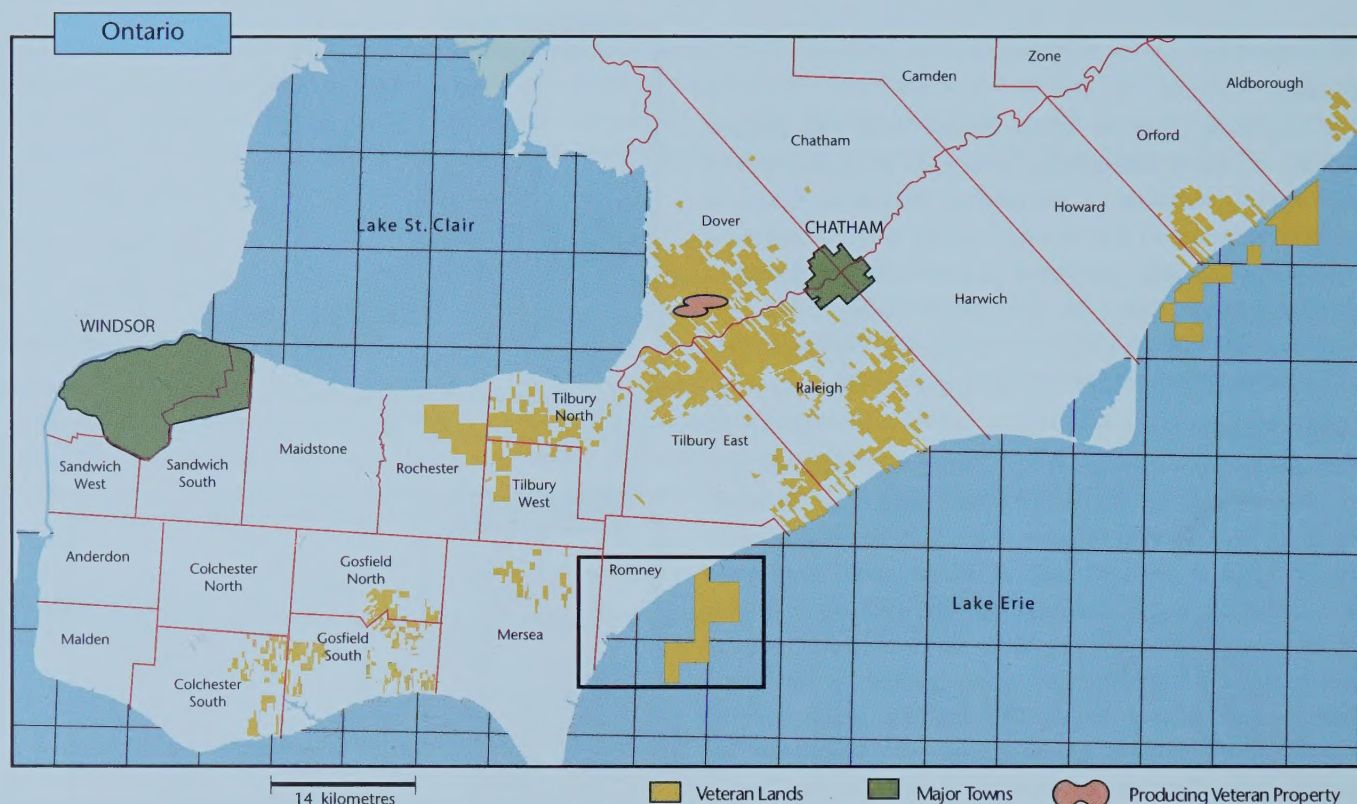 Ontario
Zone
Camden
Aldborough
Chatham
Orford
Lake St. Clair
Dover
CHATHAM
Howard
Harwich
WINDSOR
Raleigh
Tilbury
North
Tilbury East
Maidstone
Rochester
Sandwich
West
Sandwich
South
Tilbury
West
Anderdon
Colchester
North
Gosfield
North
Romney
Lake Erie
Malden
Gosfield
South
Mersea
Colchester
South
14 kilometres
Veteran Lands
Major Towns
Producing Veteran Property